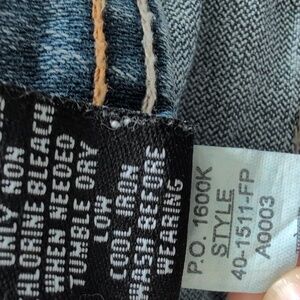 ONLY NON
CHLORINE BLEACH
WHEN NEEDED
TUMBLE DRY
LOW
COOL IRON
WASH BEFORE
WEARING
P.O. 1600K
STYLE
40-1511-FP
A0003